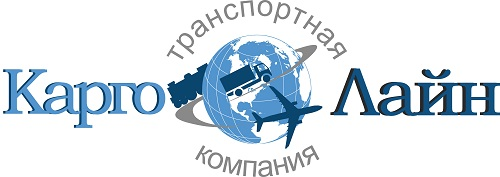 транспортная
Карго Лайн
компания